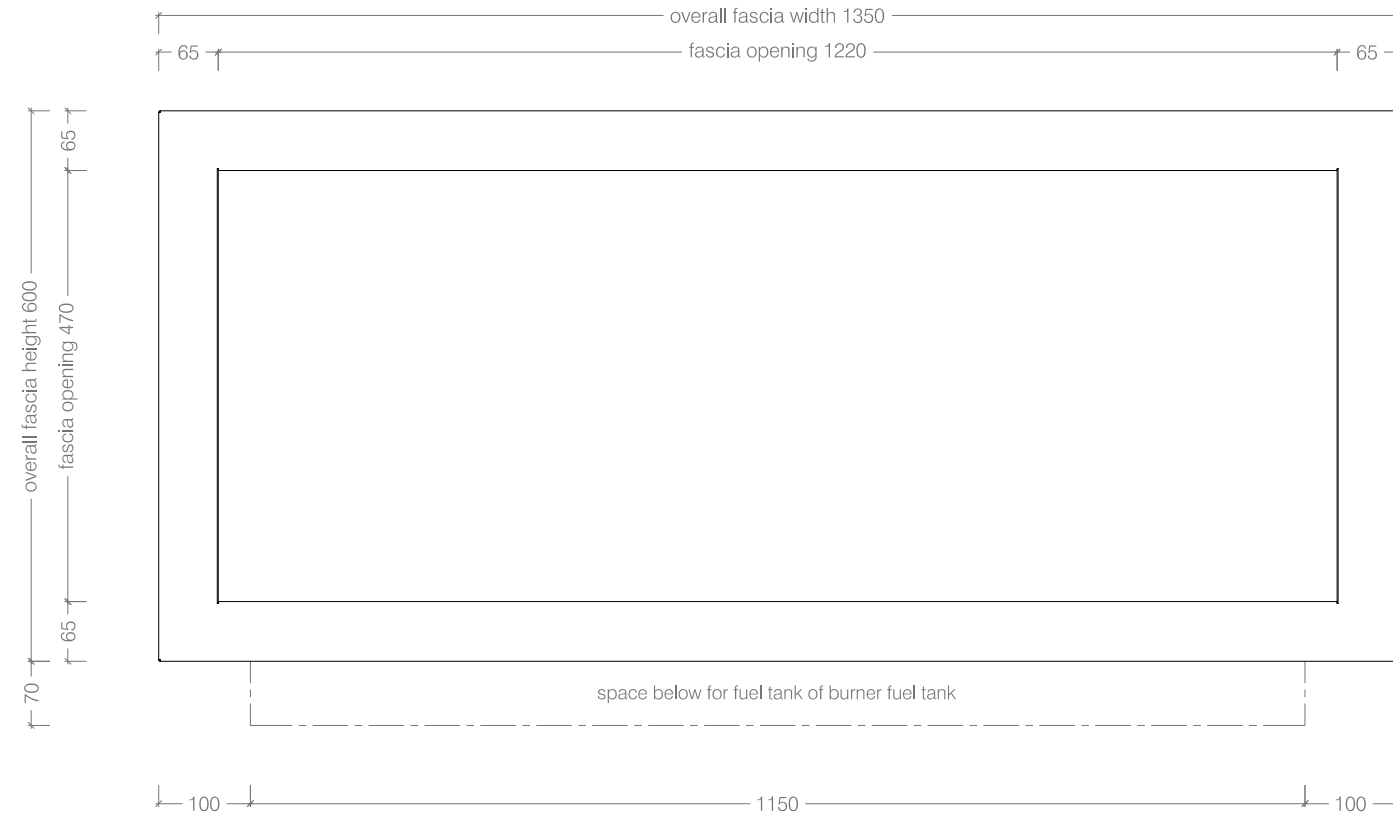 overall fascia width 1350
65
fascia opening 1220
65
65
overall fascia height 600
fascia opening 470
65
70
space below for fuel tank of burner fuel tank
100
1150
100